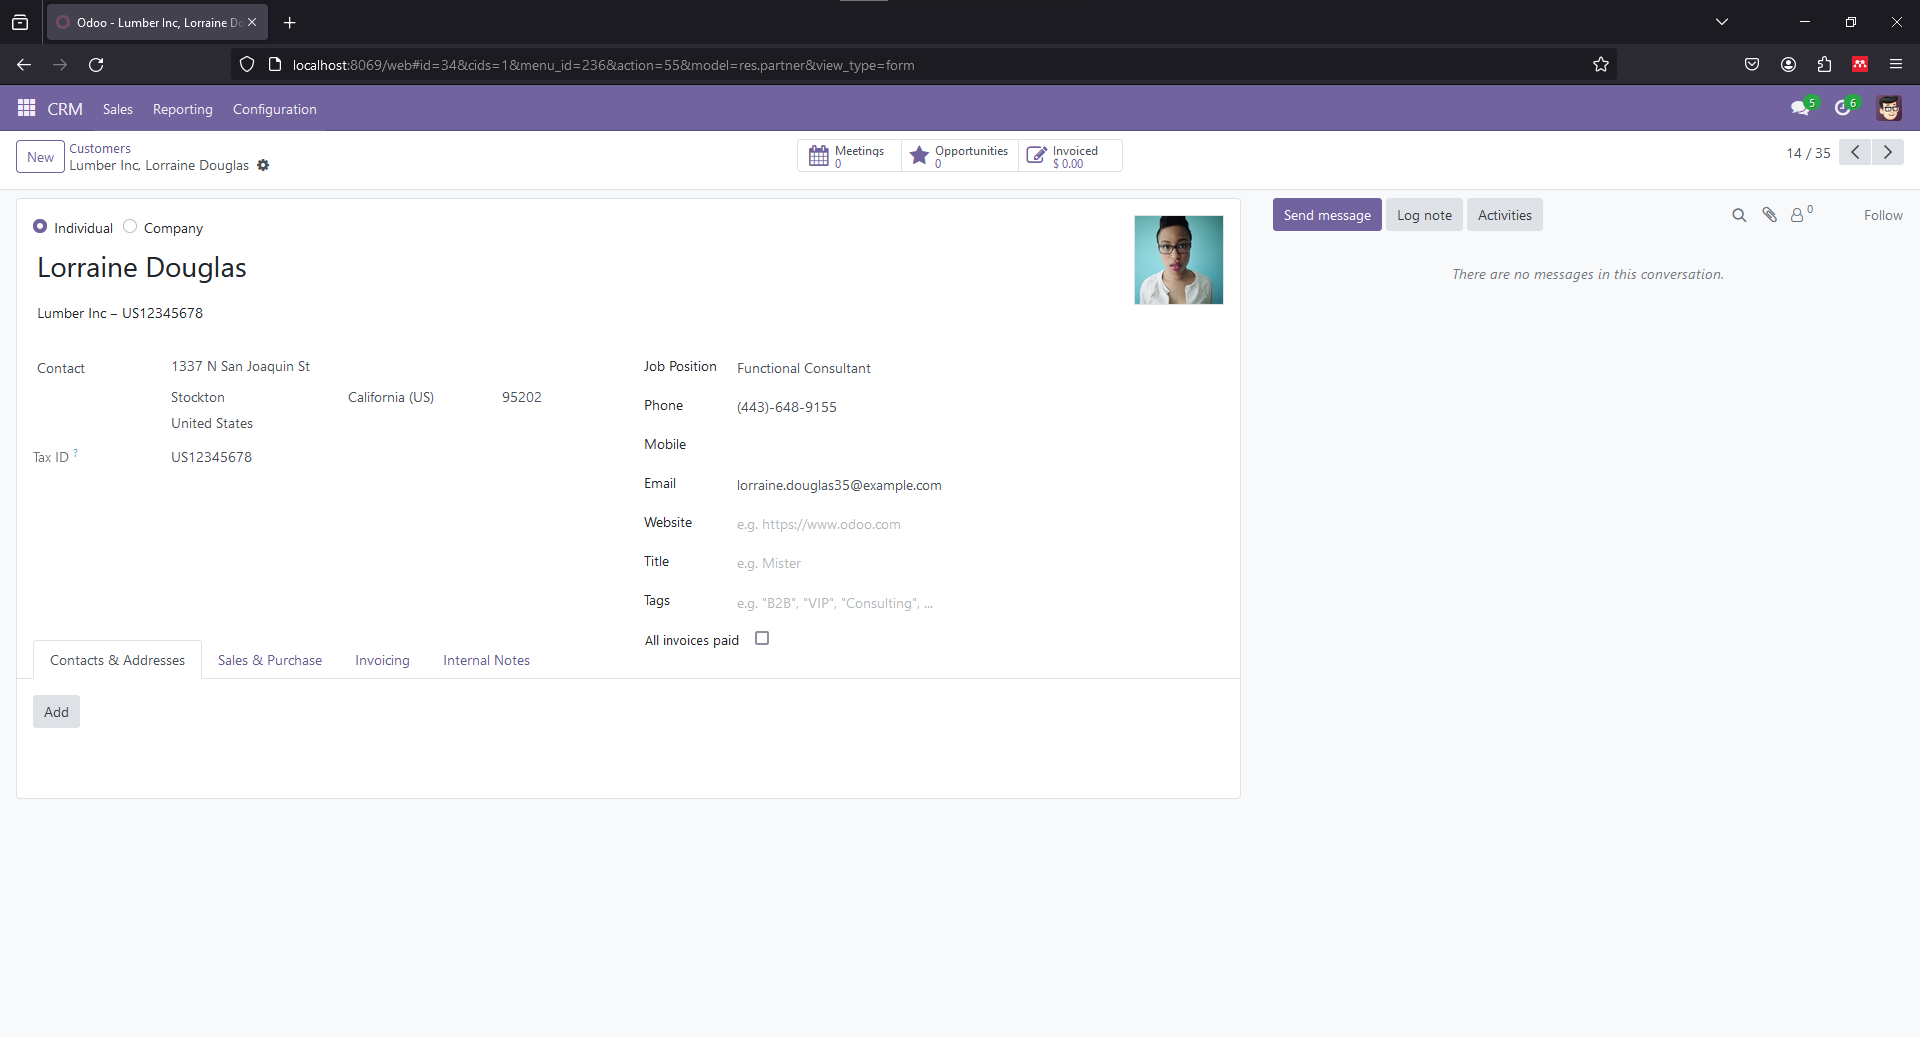 Odoo - Lumber Inc, Lorraine Do
localhost:8069/web#id=34&cids=1&menu_id=236&action=55&model=res.partner&view_type=form
CRM Sales Reporting Configuration 5 6
New Customers
Lumber Inc, Lorraine Douglas
Meetings 0
Opportunities 0
Invoiced $ 0.00
14 / 35
Individual Company
Lorraine Douglas
Lumber Inc – US12345678
Contact 1337 N San Joaquin St
Stockton California (US) 95202
United States
Tax ID ? US12345678
Job Position Functional Consultant
Phone (443)-648-9155
Mobile
Email lorraine.douglas35@example.com
Website e.g. https://www.odoo.com
Title e.g. Mister
Tags e.g. "B2B", "VIP", "Consulting", ...
All invoices paid
Contacts & Addresses Sales & Purchase Invoicing Internal Notes
Add
Send message Log note Activities 0 Follow
There are no messages in this conversation.